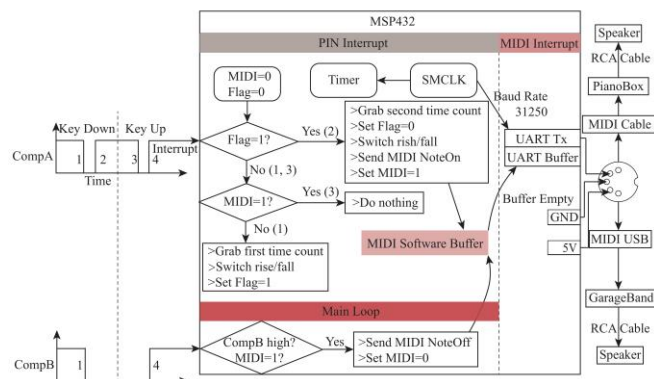 MSP432
PIN Interrupt
MIDI Interrupt
MIDI=0
Flag=0
Timer
SMCLK
Baud Rate
31250
Speaker
RCA Cable
PianoBox
MIDI Cable
Key Down
Key Up
Interrupt
CompA
1
2
3
4
Time
Flag=1?
Yes (2)
>Grab second time count
>Set Flag=0
>Switch rish/fall
>Send MIDI NoteOn
>Set MIDI=1
UART Tx
UART Buffer
No (1, 3)
MIDI=1?
Yes (3)
>Do nothing
Buffer Empty
GND
No (1)
MIDI Software Buffer
5V
MIDI USB
>Grab first time count
>Switch rise/fall
>Set Flag=1
GarageBand
Main Loop
RCA Cable
CompB
1
4
CompB high?
MIDI=1?
Yes
>Send MIDI NoteOff
>Set MIDI=0
Speaker